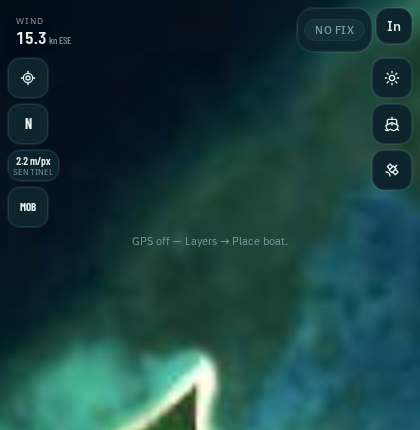 WIND
15.3 kn ESE
NO FIX
In
N
2.2 m/px
SENTINEL
MOB
GPS off — Layers → Place boat.